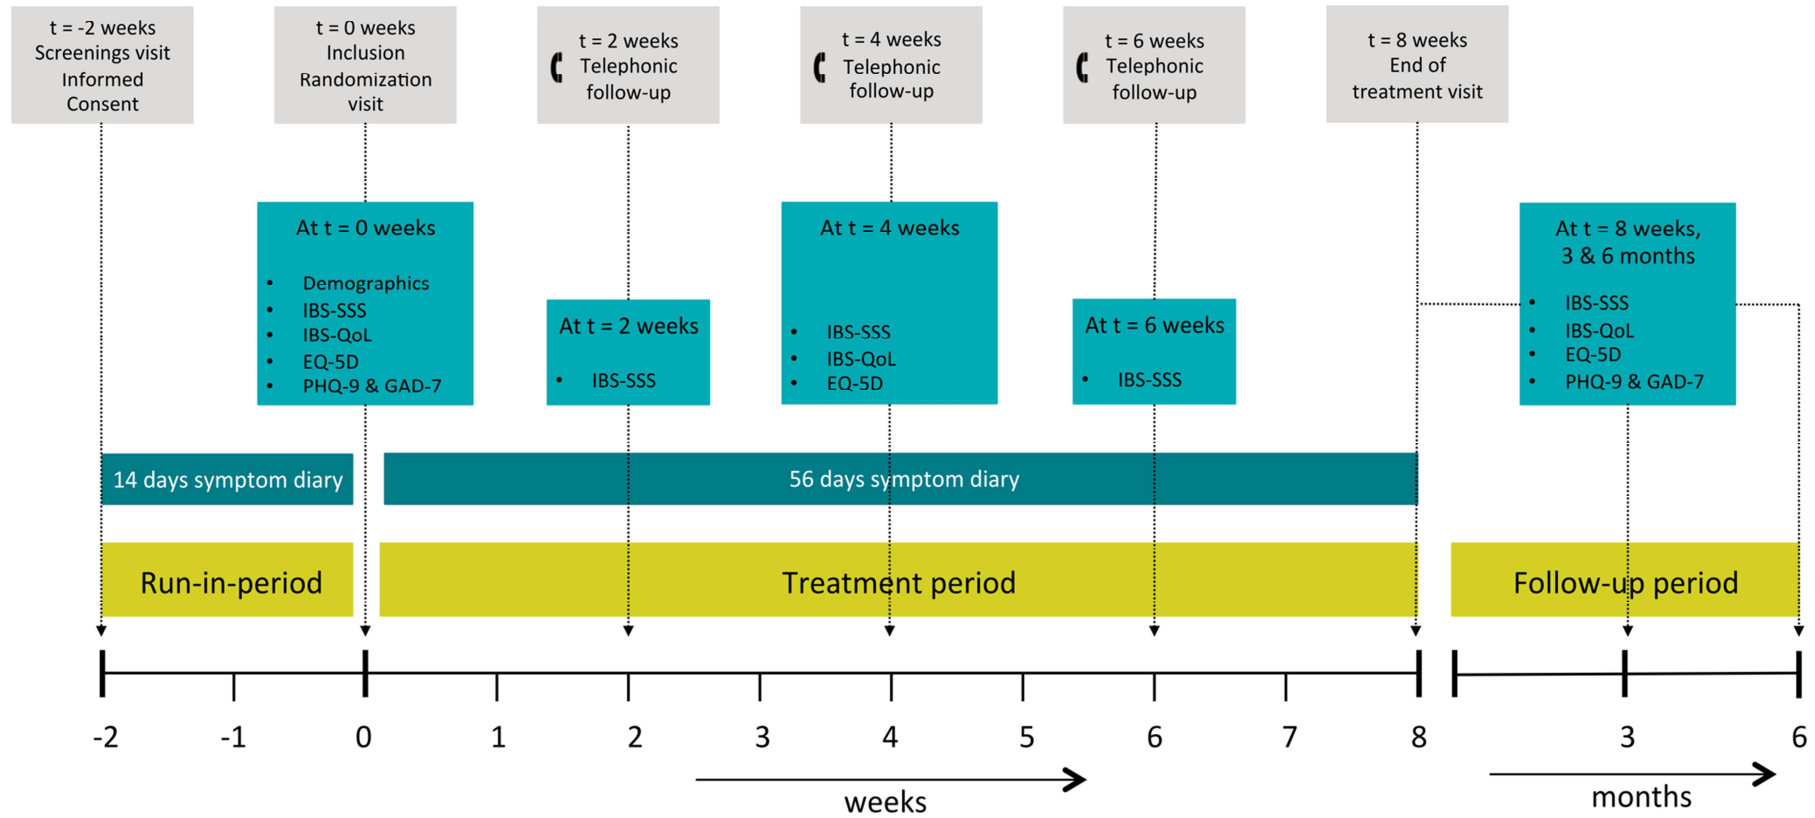 t = -2 weeks
Screenings visit
Informed
Consent
t = 0 weeks
Inclusion
Randomization
visit
t = 2 weeks
Telephonic
follow-up
t = 4 weeks
Telephonic
follow-up
t = 6 weeks
Telephonic
follow-up
t = 8 weeks
End of
treatment visit
At t = 0 weeks
• Demographics
• IBS-SSS
• IBS-QoL
• EQ-5D
• PHQ-9 & GAD-7
At t = 2 weeks
• IBS-SSS
At t = 4 weeks
• IBS-SSS
• IBS-QoL
• EQ-5D
At t = 6 weeks
• IBS-SSS
At t = 8 weeks,
3 & 6 months
• IBS-SSS
• IBS-QoL
• EQ-5D
• PHQ-9 & GAD-7
14 days symptom diary
56 days symptom diary
Run-in-period
Treatment period
Follow-up period
-2 -1 0 1 2 3 4 5 6 7 8 3 6
weeks
months